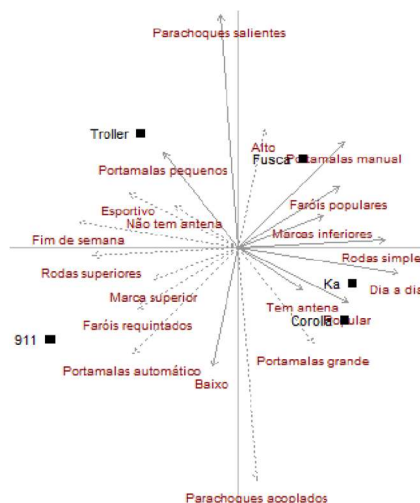 Parachoques salientes
Troller
Alto
Fusca
Portamalas manual
Portamalas pequenos
Esportivo
Faróis populares
Não tem antena
Marcas inferiores
Fim de semana
Rodas simple
Rodas superiores
Ka
Dia a dia
Marca superior
Tem antena
Faróis requintados
Corolla
Popular
911
Portamalas grande
Portamalas automático
Baixo
Parachoques acoplados